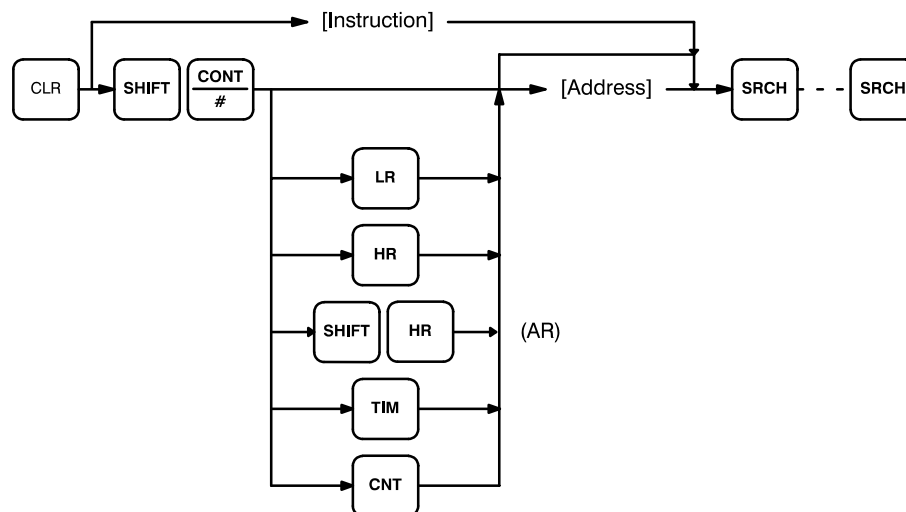 [Instruction]
CLR SHIFT CONT
#
[Address] SRCH SRCH
LR
HR
SHIFT HR (AR)
TIM
CNT